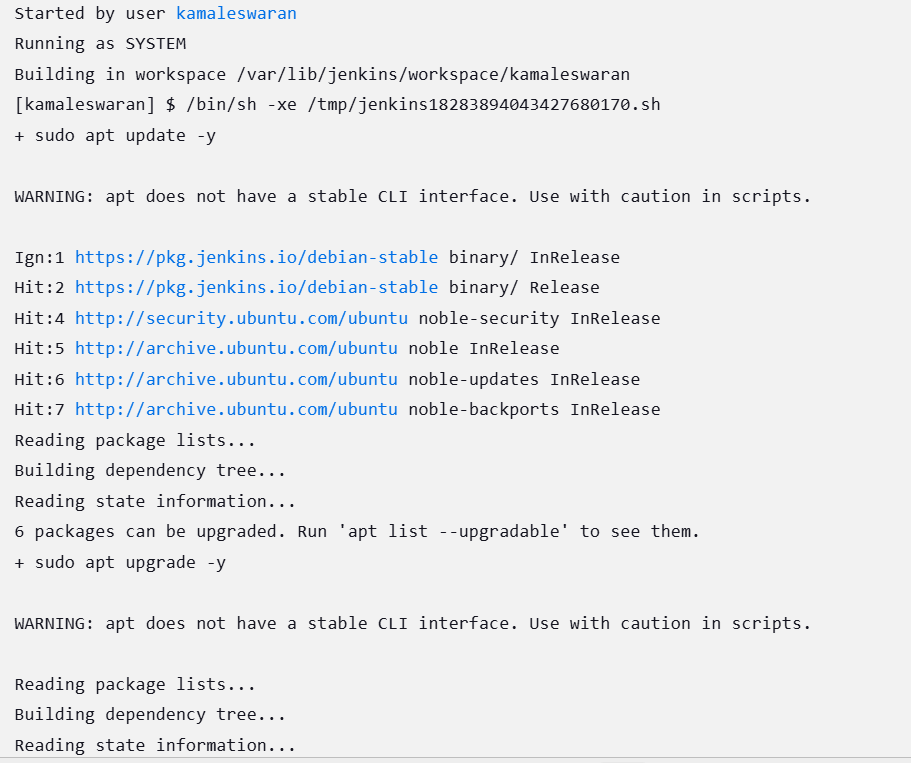 Started by user kamaleswaran
Running as SYSTEM
Building in workspace /var/lib/jenkins/workspace/kamaleswaran
[kamaleswaran] $ /bin/sh -xe /tmp/jenkins18283894043427680170.sh
+ sudo apt update -y
WARNING: apt does not have a stable CLI interface. Use with caution in scripts.
Ign:1 https://pkg.jenkins.io/debian-stable binary/ InRelease
Hit:2 https://pkg.jenkins.io/debian-stable binary/ Release
Hit:4 http://security.ubuntu.com/ubuntu noble-security InRelease
Hit:5 http://archive.ubuntu.com/ubuntu noble InRelease
Hit:6 http://archive.ubuntu.com/ubuntu noble-updates InRelease
Hit:7 http://archive.ubuntu.com/ubuntu noble-backports InRelease
Reading package lists...
Building dependency tree...
Reading state information...
6 packages can be upgraded. Run 'apt list --upgradable' to see them.
+ sudo apt upgrade -y
WARNING: apt does not have a stable CLI interface. Use with caution in scripts.
Reading package lists...
Building dependency tree...
Reading state information...